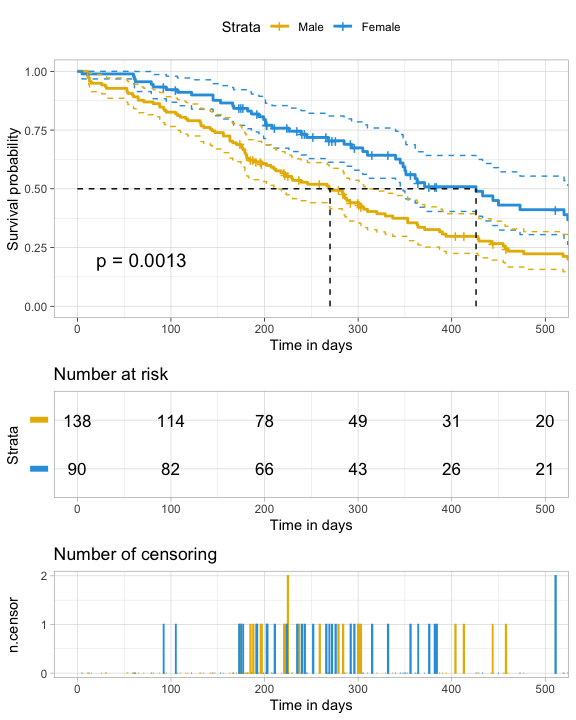 Strata Male Female
Survival probability
1.00
0.75
0.50
0.25
0.00
p = 0.0013
0 100 200 300 400 500
Time in days
Number at risk
Strata
138 114 78 49 31 20
90 82 66 43 26 21
0 100 200 300 400 500
Time in days
Number of censoring
n.censor
2
1
0
0 100 200 300 400 500
Time in days